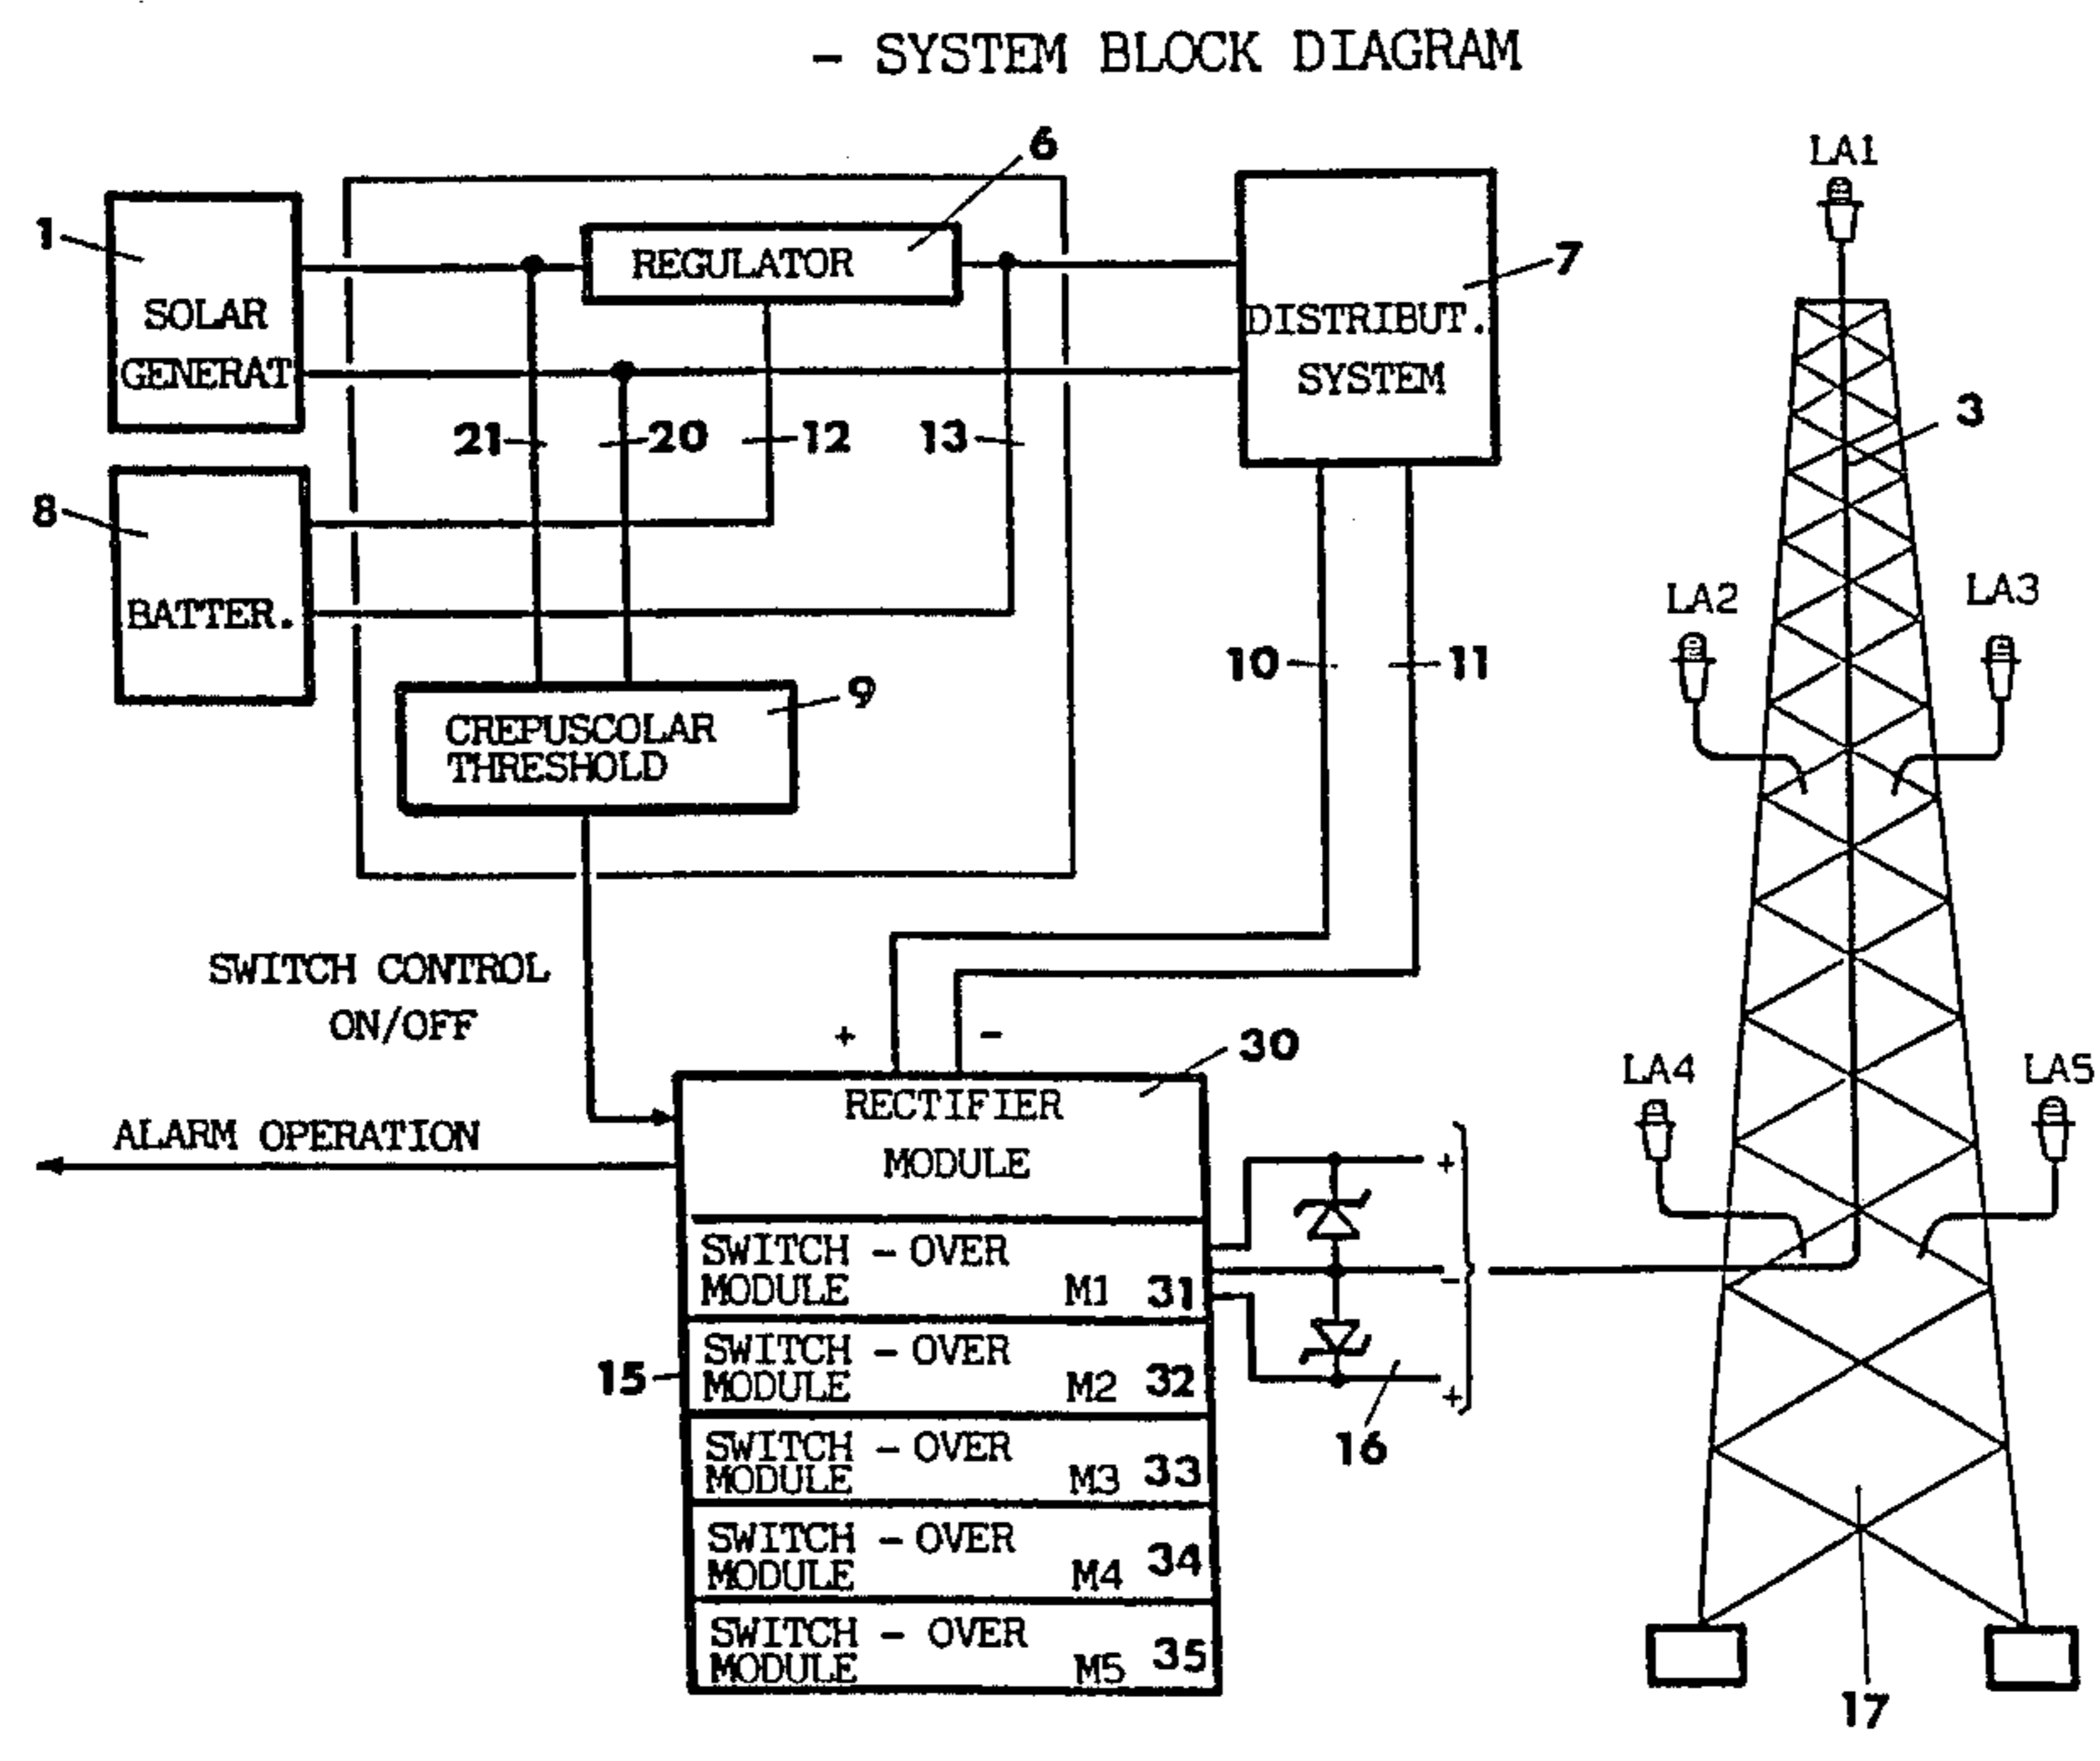 - SYSTEM BLOCK DIAGRAM
6
LA1
1
REGULATOR
7
SOLAR
GENERAT
DISTRIBUT.
SYSTEM
3
21
20
12
13
8
BATTER.
LA2
LA3
10
11
9
CREPUSCOLAR
THRESHOLD
SWITCH CONTROL
ON/OFF
+
-
30
LA4
LA5
RECTIFIER
MODULE
ALARM OPERATION
+
-
+
SWITCH - OVER
MODULE M1 31
15
SWITCH - OVER
MODULE M2 32
16
SWITCH - OVER
MODULE M3 33
SWITCH - OVER
MODULE M4 34
SWITCH - OVER
MODULE M5 35
17